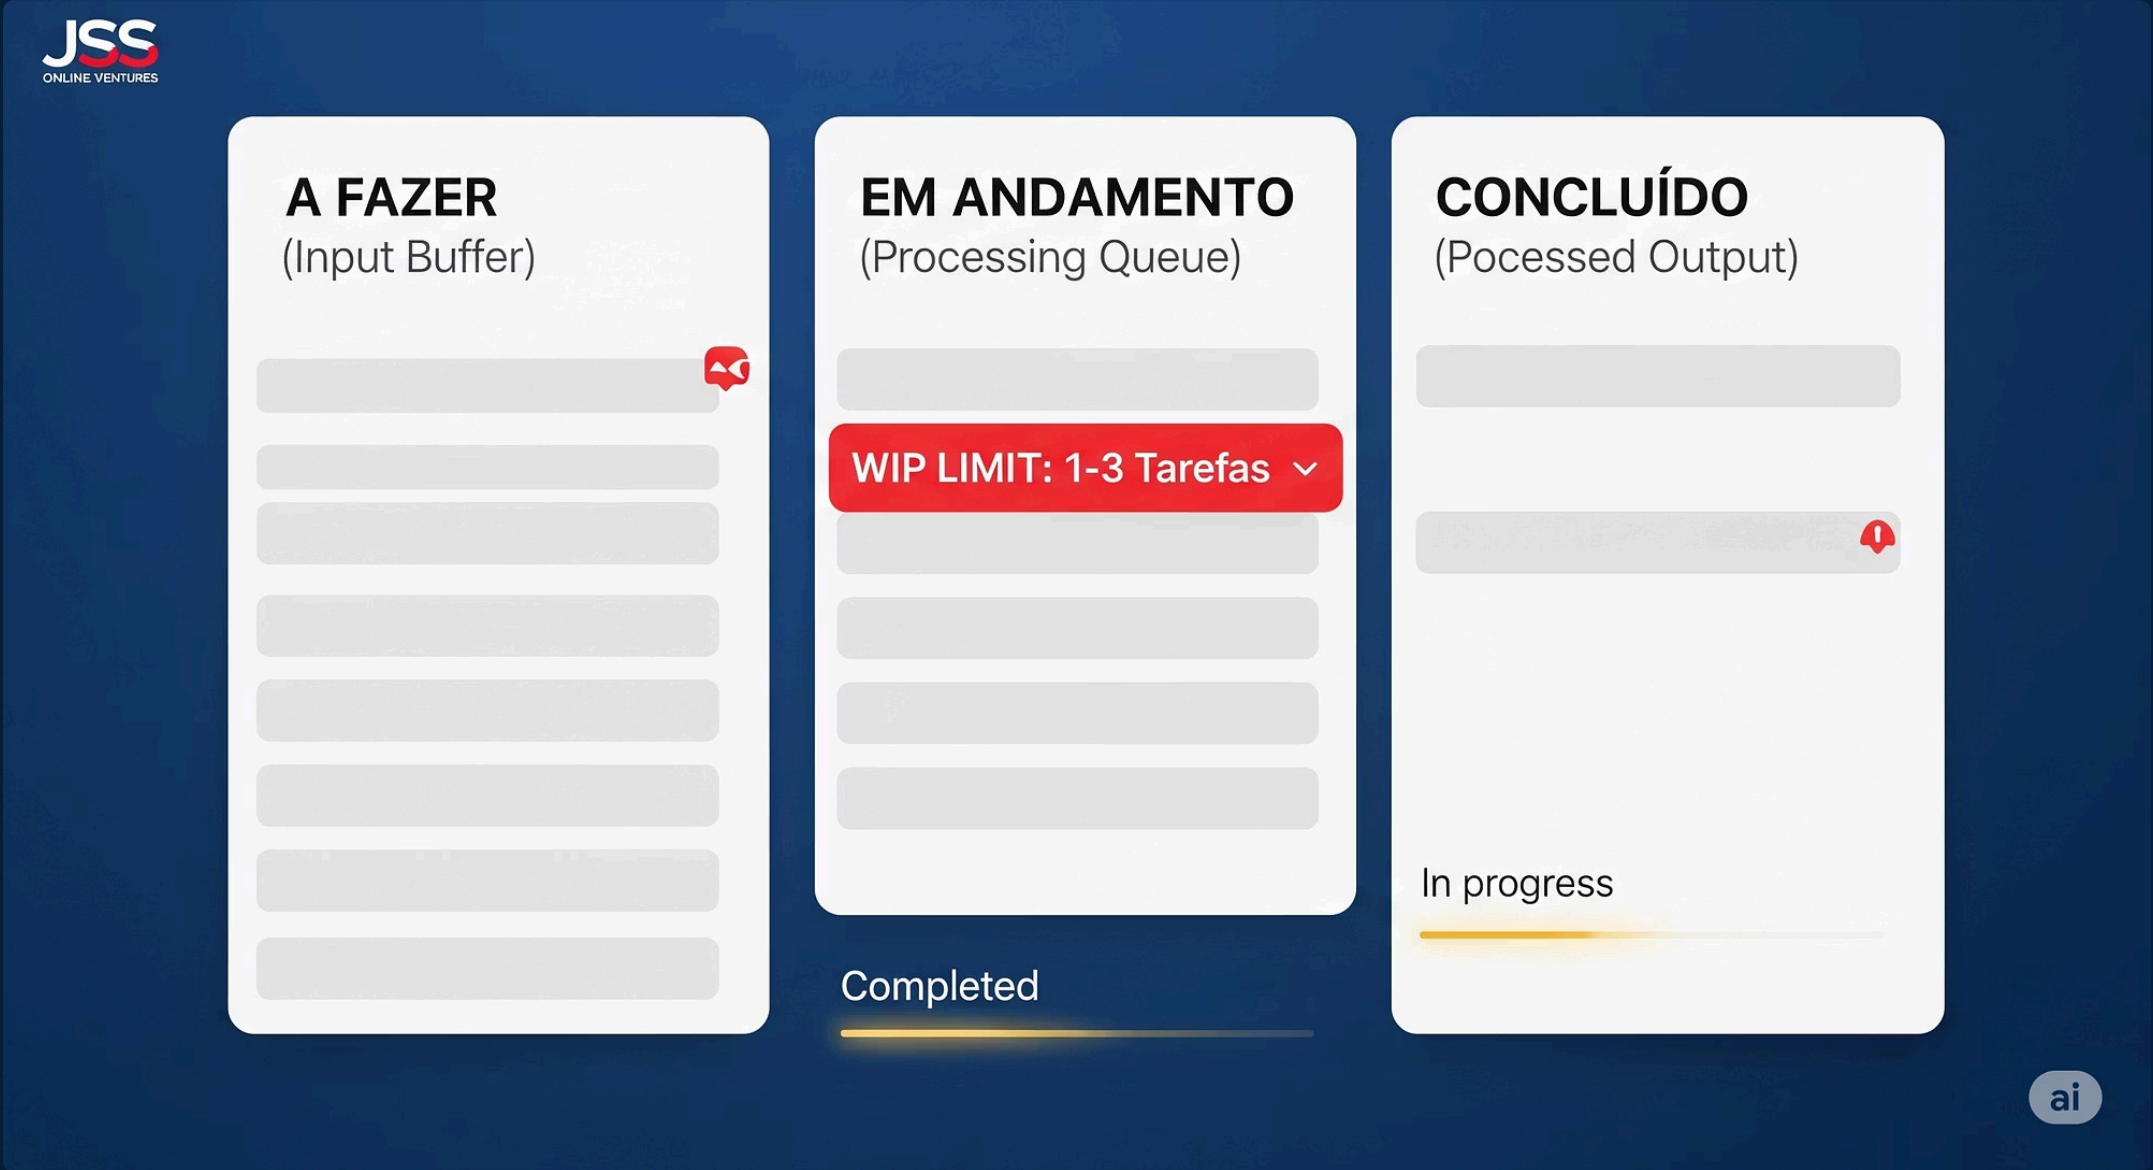 JSS
ONLINE VENTURES
A FAZER
(Input Buffer)
EM ANDAMENTO
(Processing Queue)
WIP LIMIT: 1-3 Tarefas
Completed
CONCLUÍDO
(Pocessed Output)
In progress
ai